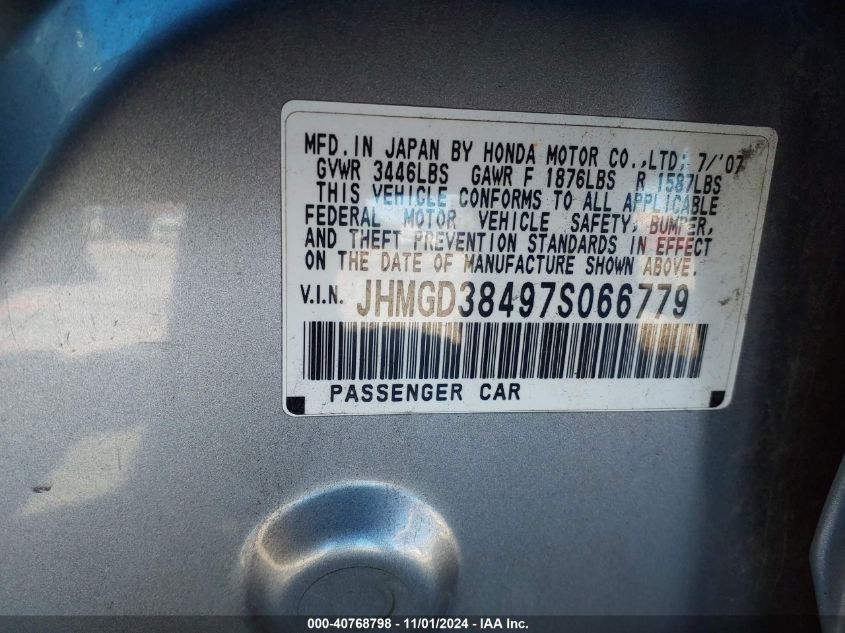 MFD. IN JAPAN BY HONDA MOTOR CO.,LTD; 7/'07
GVWR 3446LBS GAWR F 1876LBS R 1587LBS
THIS VEHICLE CONFORMS TO ALL APPLICABLE
FEDERAL MOTOR VEHICLE SAFETY, BUMPER,
AND THEFT PREVENTION STANDARDS IN EFFECT
ON THE DATE OF MANUFACTURE SHOWN ABOVE.
V.I.N. JHMGD38497S066779
PASSENGER CAR
000-40768798 - 11/01/2024 - IAA Inc.